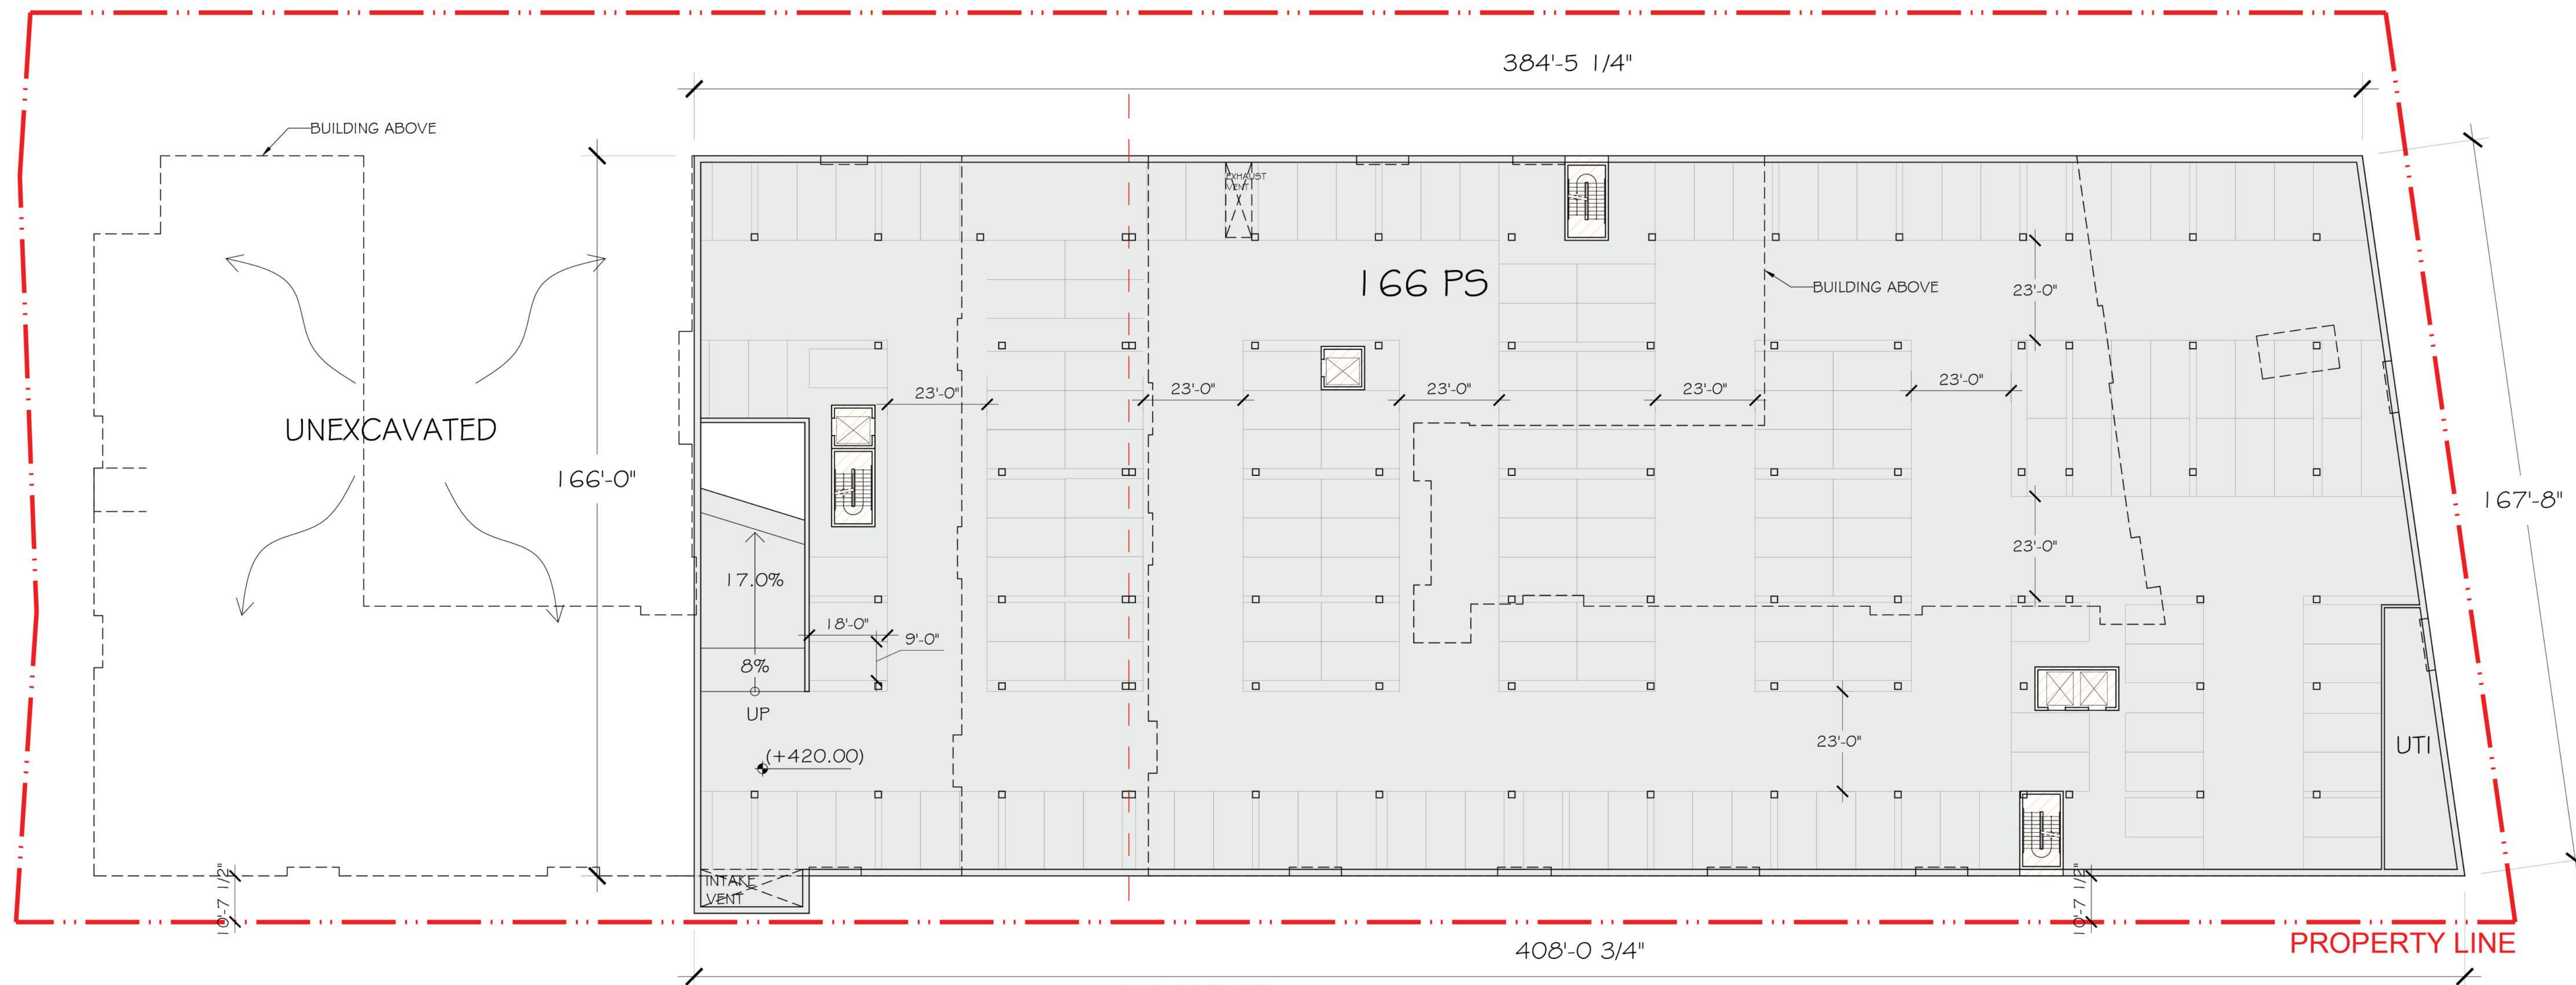 384'-5 1/4"
BUILDING ABOVE
EXHAUST
VENT
166 PS
BUILDING ABOVE
23'-0"
23'-0"
23'-0"
23'-0"
23'-0"
23'-0"
UNEXCAVATED
166'-0"
167'-8"
23'-0"
17.0%
18'-0"
9'-0"
8%
UP
(+420.00)
23'-0"
UTI
INTAKE
VENT
10'-7 1/2"
10'-7 1/2"
PROPERTY LINE
408'-0 3/4"